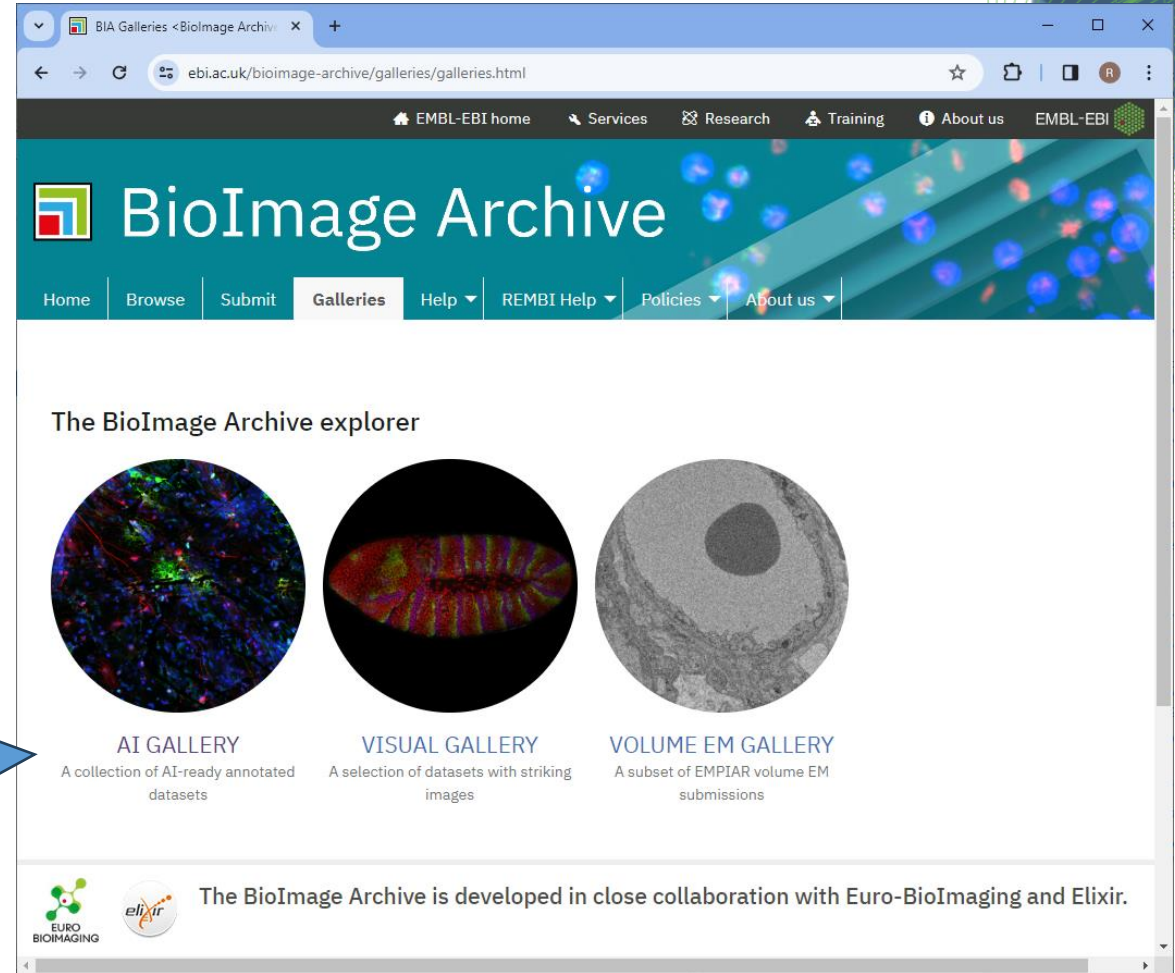 BIA Galleries <BioImage Archiv
ebi.ac.uk/bioimage-archive/galleries/galleries.html
R
EMBL-EBI home Services Research Training About us EMBL-EBI
BioImage Archive
Home Browse Submit Galleries Help REMBI Help Policies About us
The BioImage Archive explorer
AI GALLERY
A collection of AI-ready annotated
datasets
VISUAL GALLERY
A selection of datasets with striking
images
VOLUME EM GALLERY
A subset of EMPIAR volume EM
submissions
EURO
BIOIMAGING
elixir
The BioImage Archive is developed in close collaboration with Euro-BioImaging and Elixir.